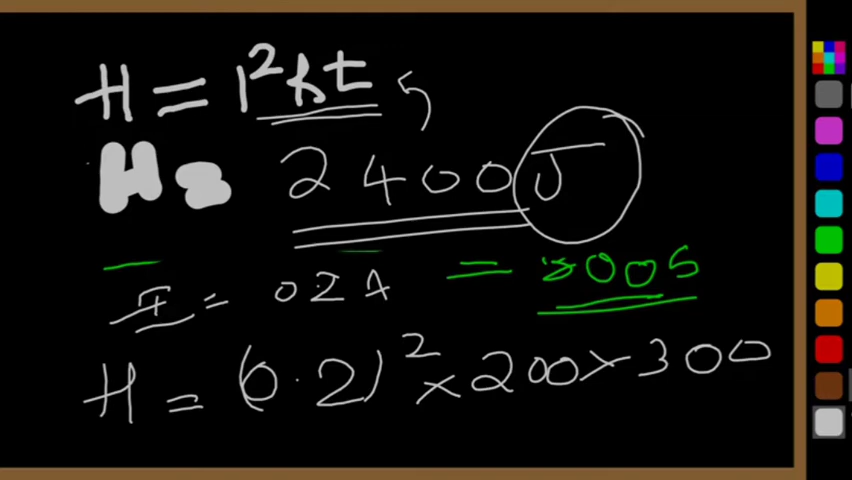 H = I²Rt
H = 2400 J
I = 0.2 A = 300 S
H = (0.2)² × 200 × 300